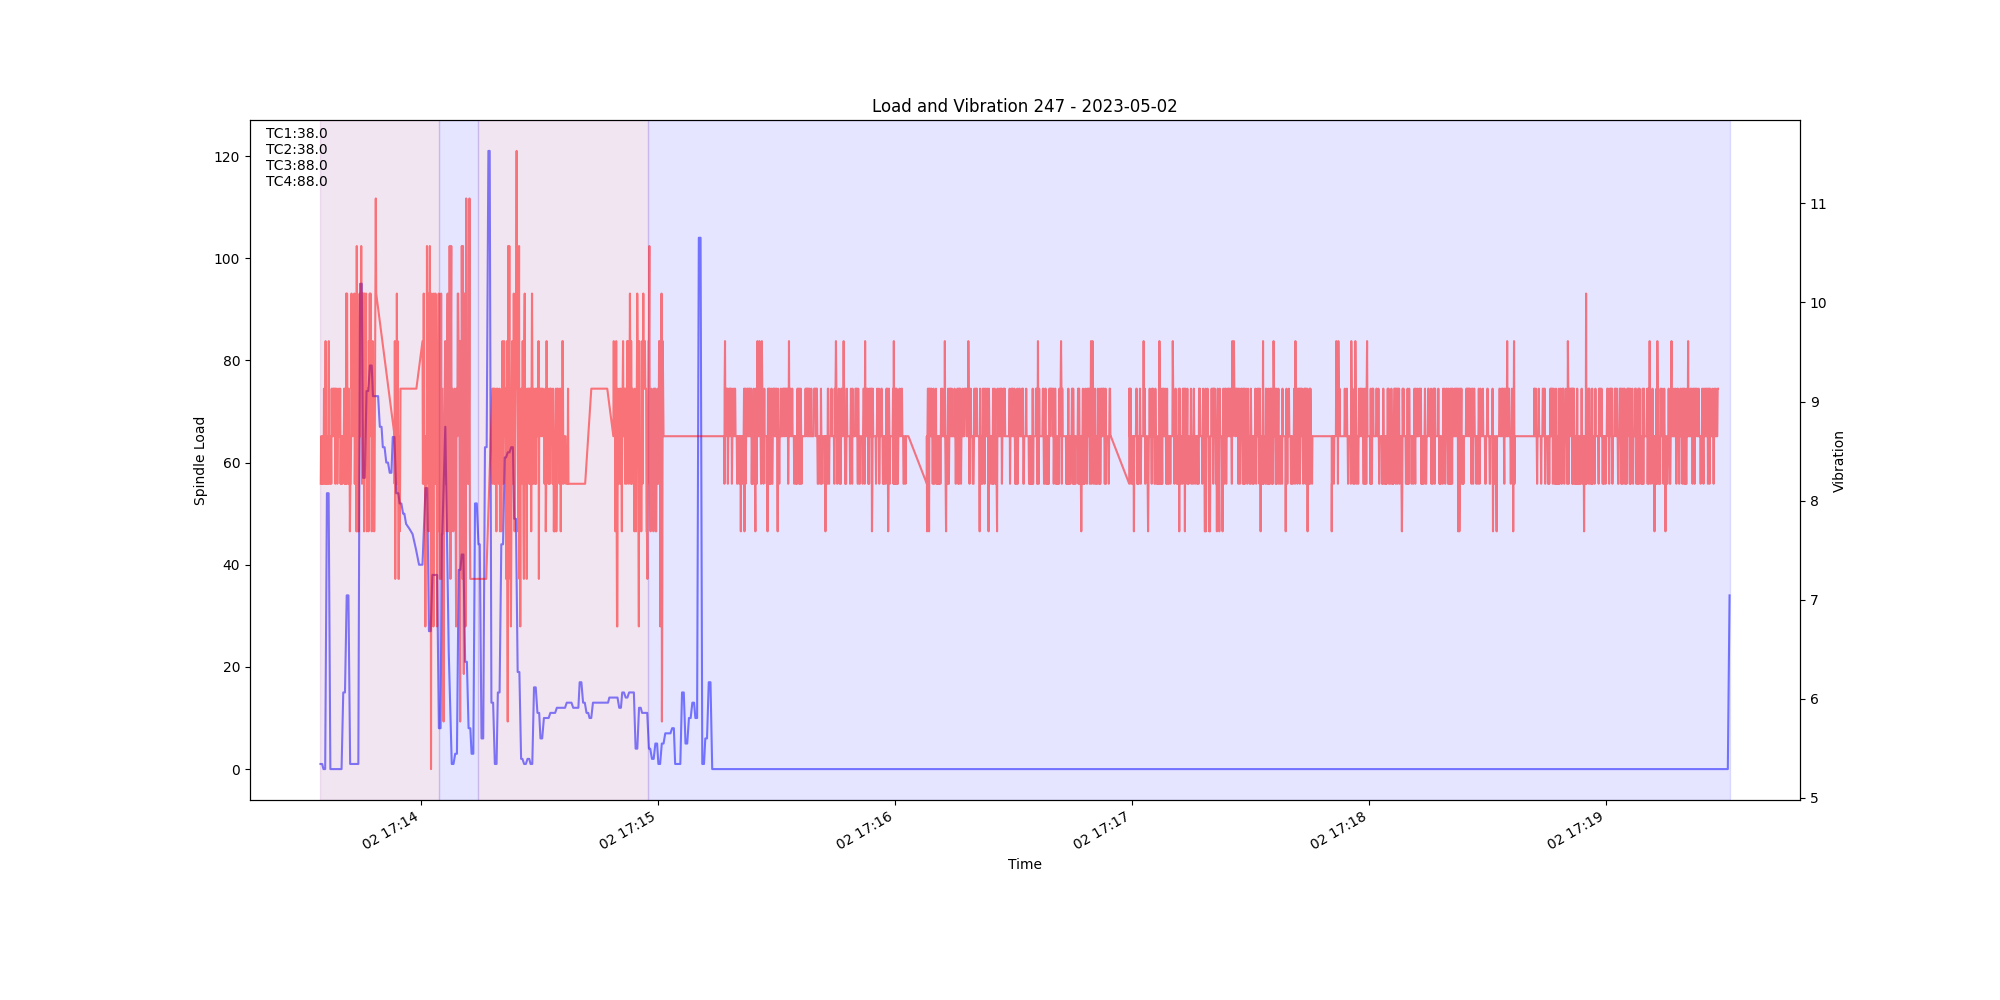 Load and Vibration 247 - 2023-05-02
TC1:38.0
TC2:38.0
TC3:88.0
TC4:88.0
120
100
80
60
40
20
0
Spindle Load
11
10
9
8
7
6
5
Vibration
02 17:14
02 17:15
02 17:16
02 17:17
02 17:18
02 17:19
Time